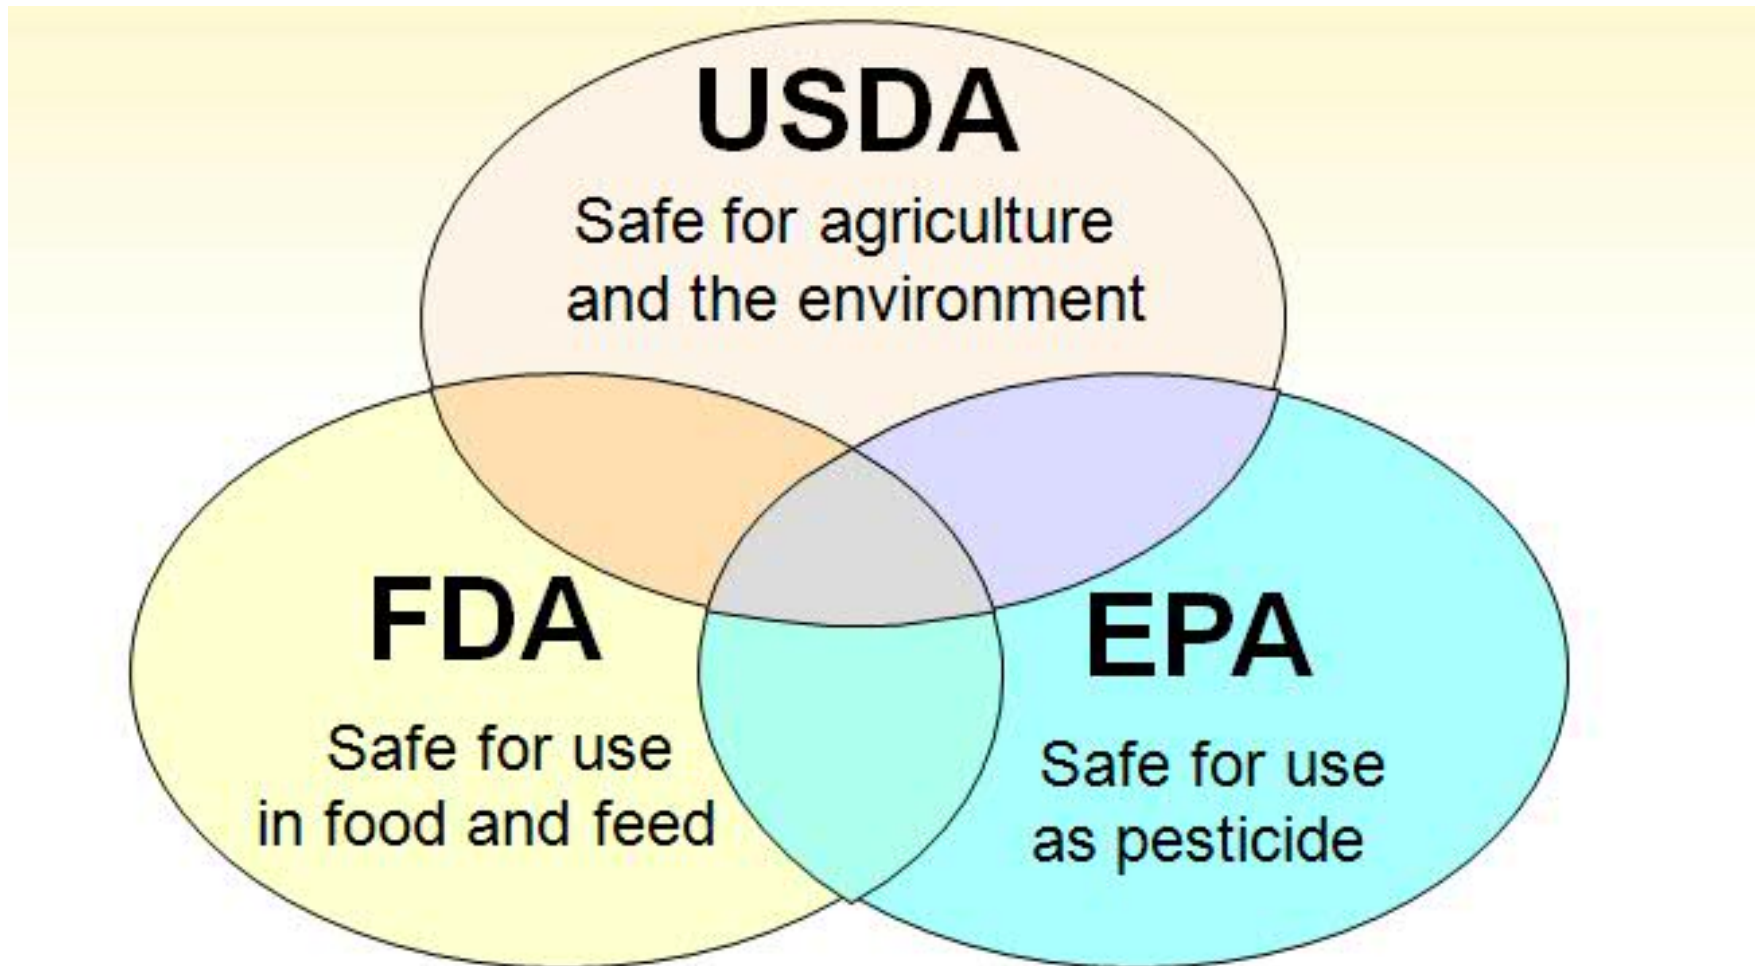 USDA
Safe for agriculture
and the environment
FDA
Safe for use
in food and feed
EPA
Safe for use
as pesticide